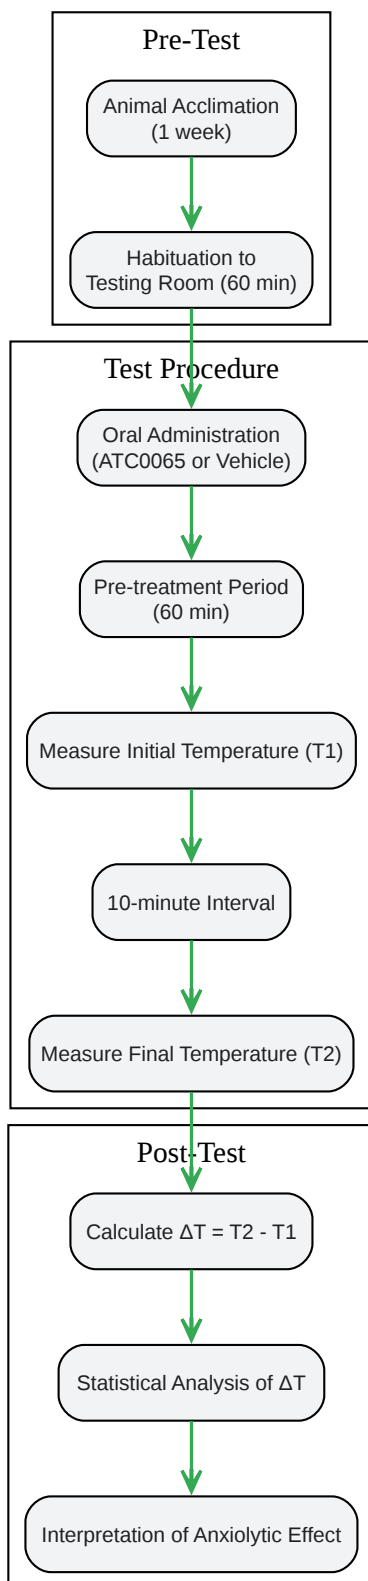 Pre-Test
Animal Acclimation
(1 week)
Habituation to
Testing Room (60 min)
Test Procedure
Oral Administration
(ATC0065 or Vehicle)
Pre-treatment Period
(60 min)
Measure Initial Temperature (T1)
10-minute Interval
Measure Final Temperature (T2)
Post-Test
Calculate ΔT = T2 - T1
Statistical Analysis of ΔT
Interpretation of Anxiolytic Effect